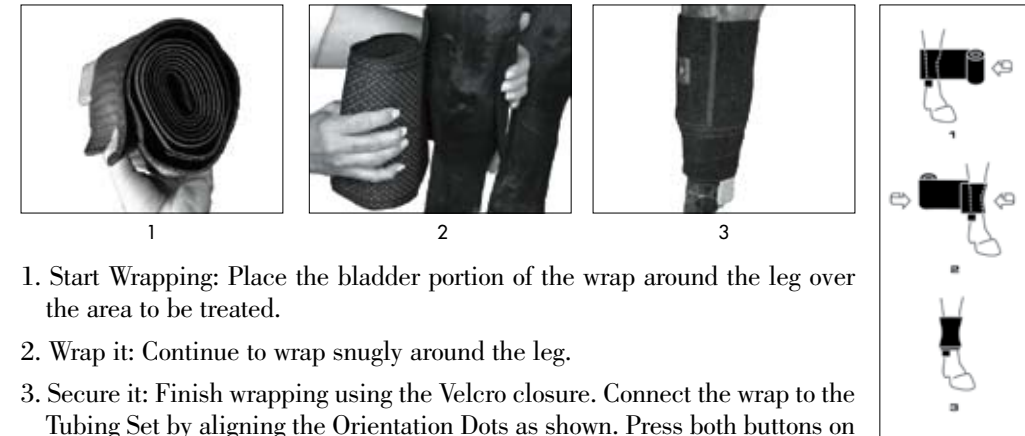 1
2
3
1
2
3
1. Start Wrapping: Place the bladder portion of the wrap around the leg over
the area to be treated.
2. Wrap it: Continue to wrap snugly around the leg.
3. Secure it: Finish wrapping using the Velcro closure. Connect the wrap to the
Tubing Set by aligning the Orientation Dots as shown. Press both buttons on